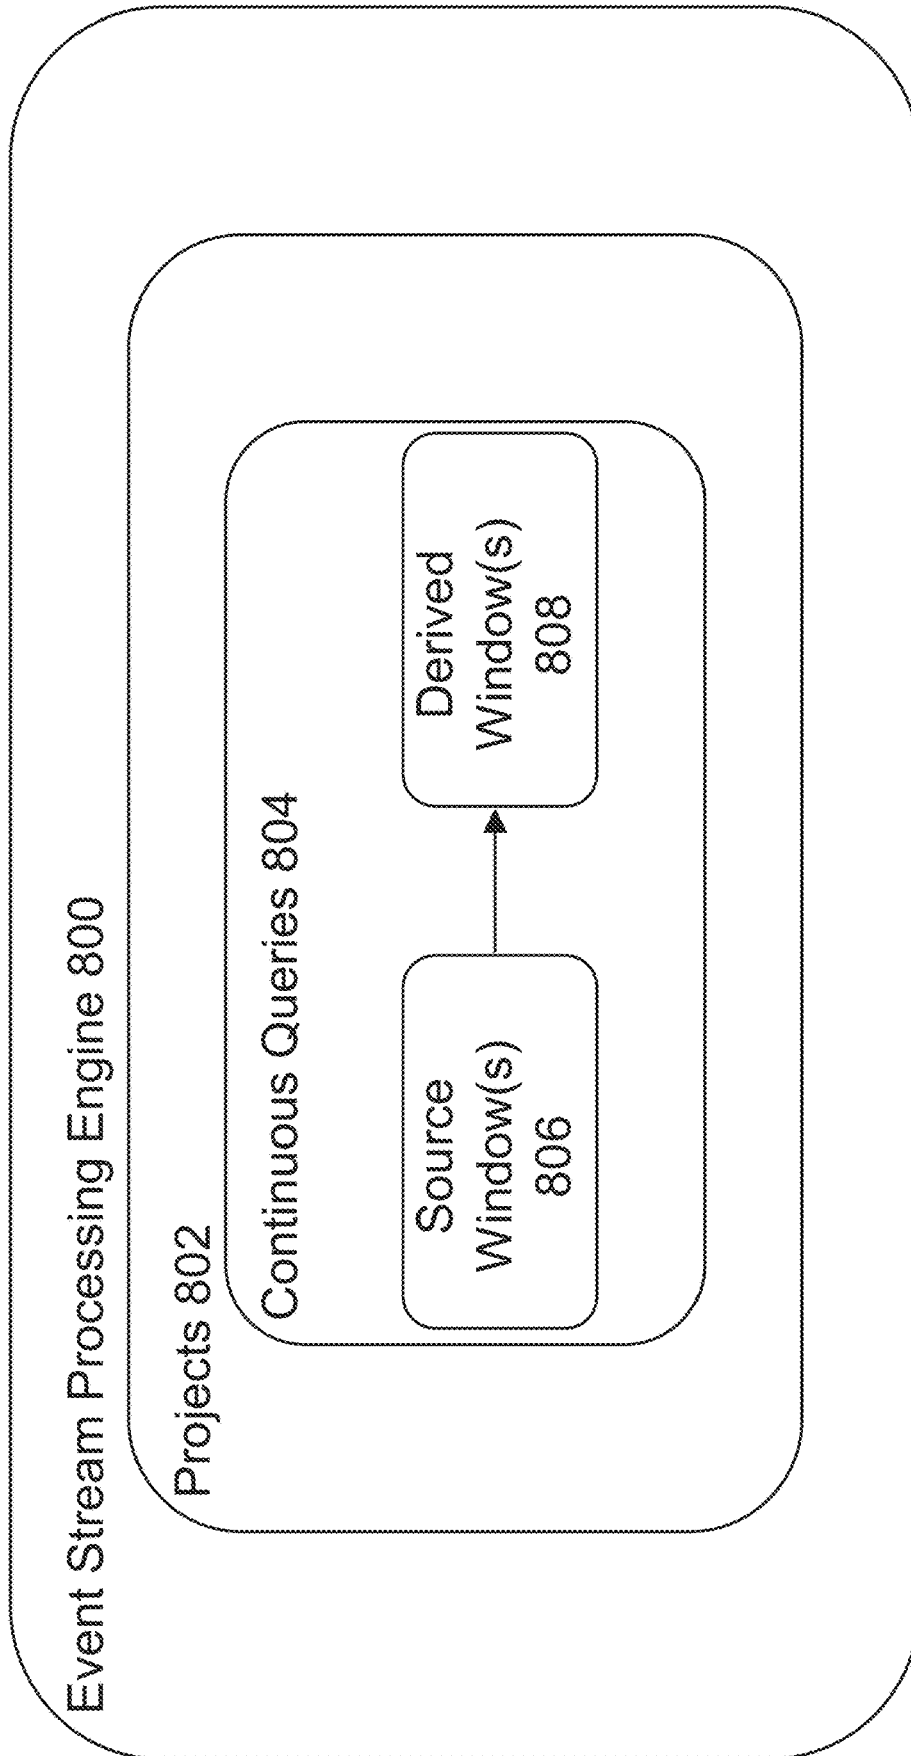 Event Stream Processing Engine 800
Projects 802
Continuous Queries 804
Source
Window(s)
806
Derived
Window(s)
808